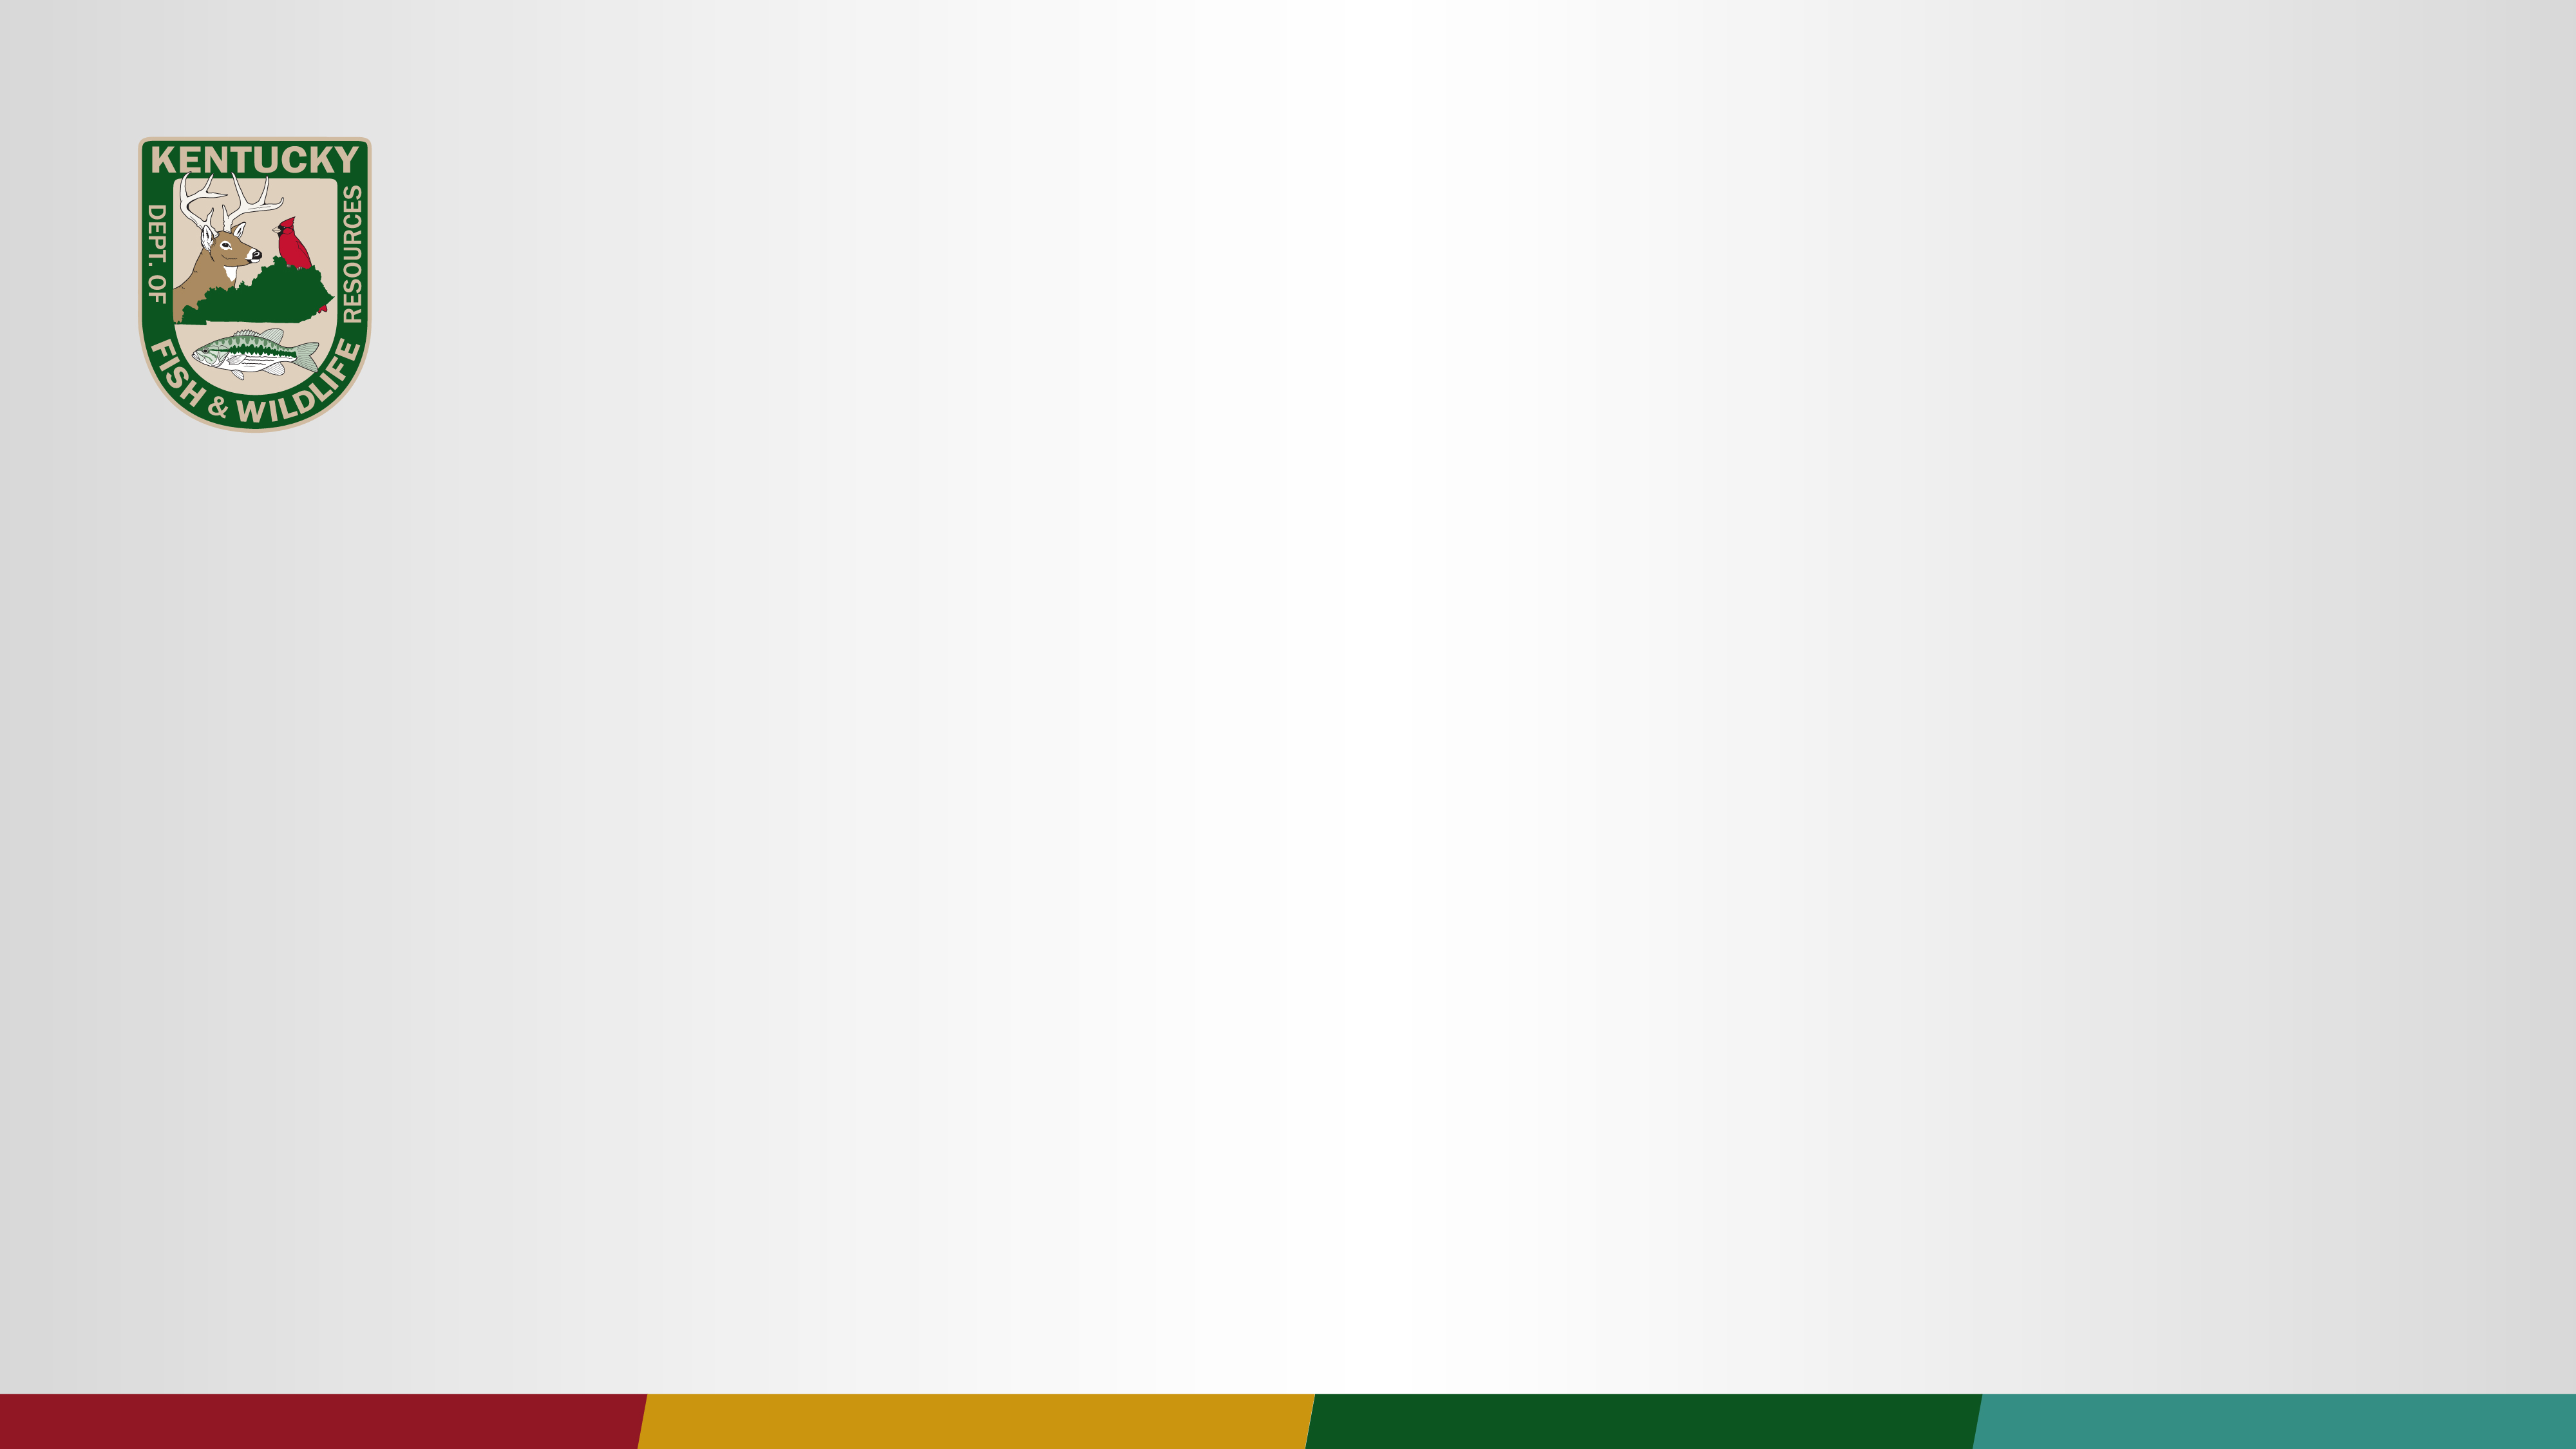 KENTUCKY
DEPT. OF
FISH & WILDLIFE
RESOURCES